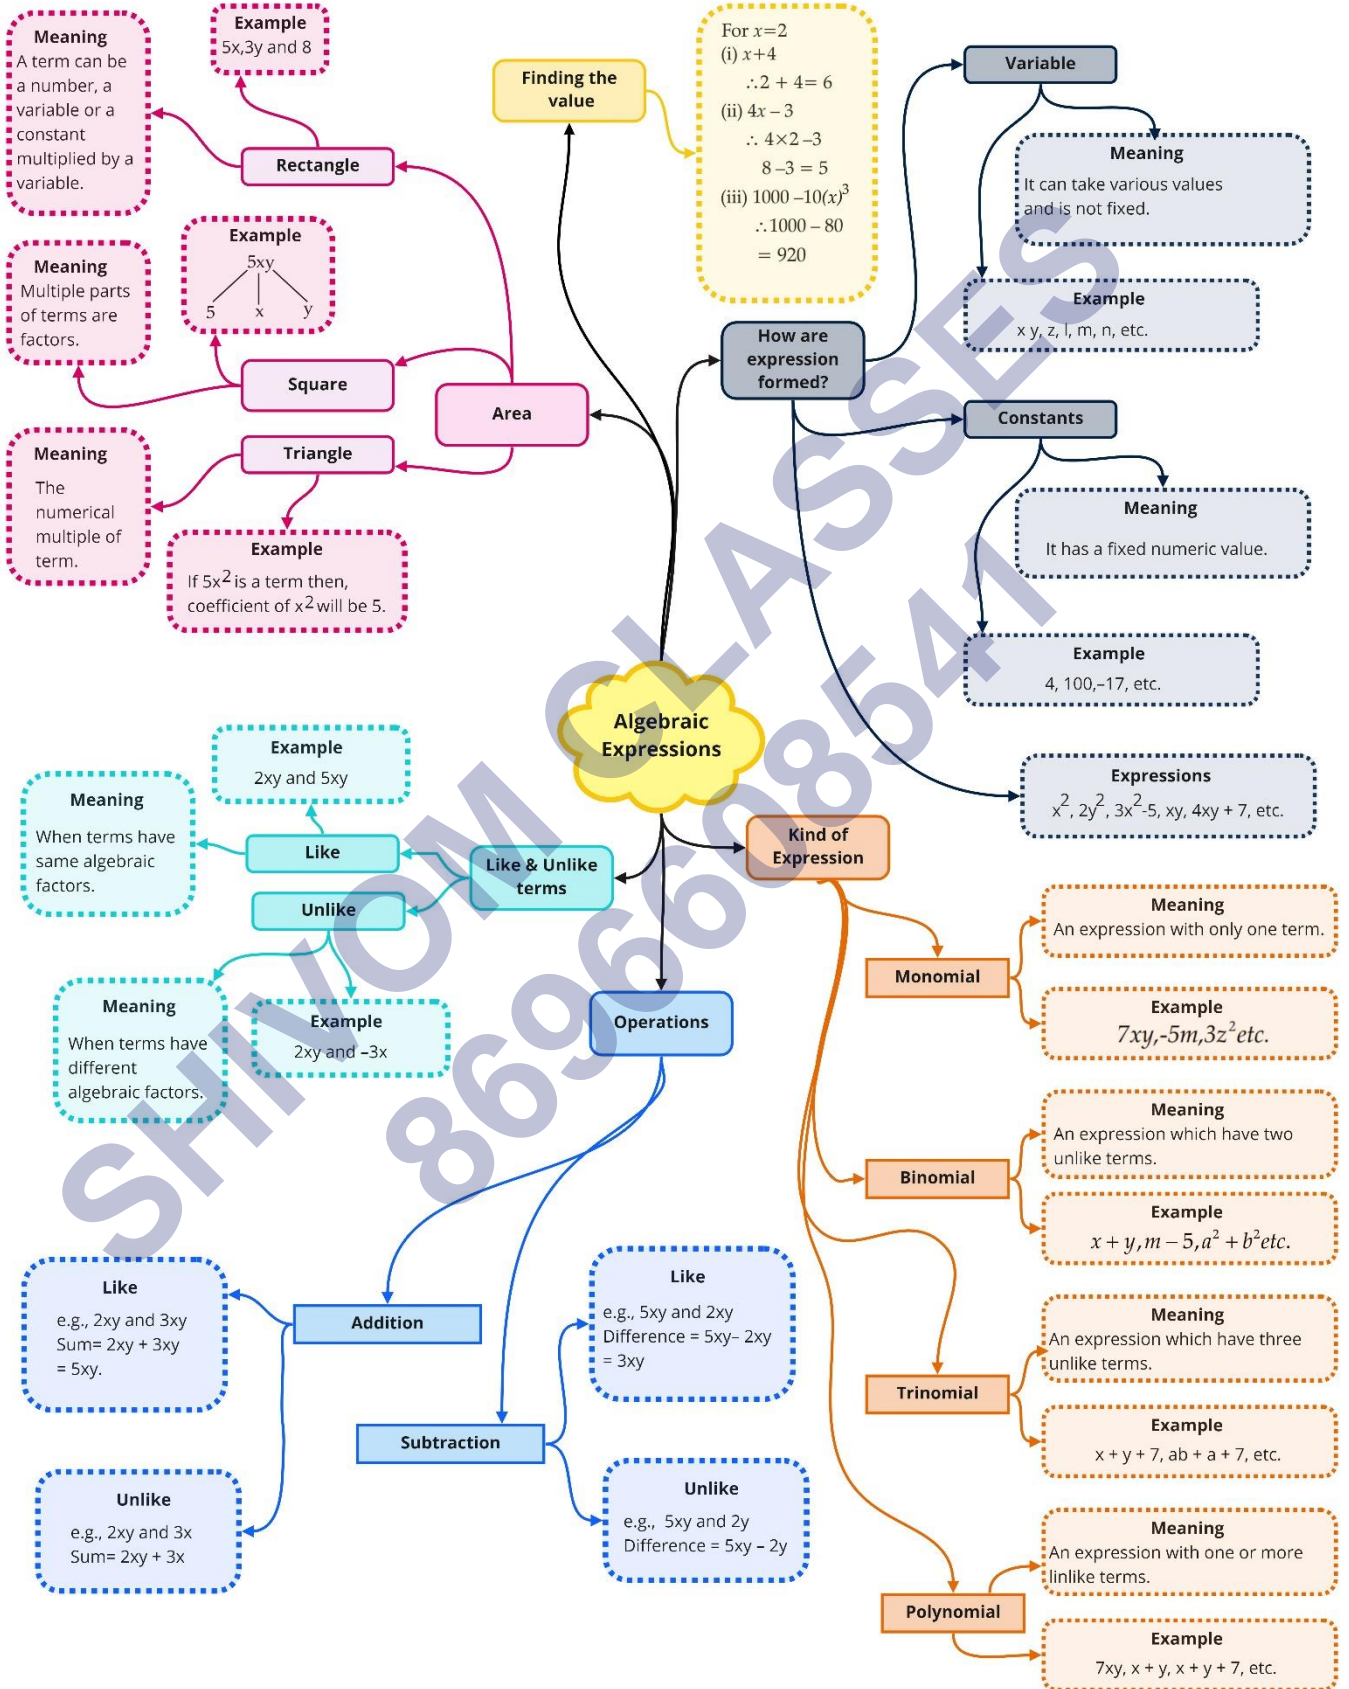 Meaning
A term can be
a number, a
variable or a
constant
multiplied by a
variable.
Example
5x,3y and 8
Rectangle
Meaning
Multiple parts
of terms are
factors.
Example
5xy
5 x y
Square
Area
Meaning
The
numerical
multiple of
term.
Triangle
Example
If 5x² is a term then,
coefficient of x² will be 5.
Finding the
value
For x=2
(i) x+4
∴2 + 4= 6
(ii) 4x – 3
∴ 4×2 –3
8 –3 = 5
(iii) 1000 –10(x)³
∴1000 – 80
= 920
How are
expression
formed?
Variable
Meaning
It can take various values
and is not fixed.
Example
x y, z, l, m, n, etc.
Constants
Meaning
It has a fixed numeric value.
Example
4, 100,–17, etc.
Expressions
x², 2y², 3x²-5, xy, 4xy + 7, etc.
Algebraic
Expressions
Example
2xy and 5xy
Meaning
When terms have
same algebraic
factors.
Like
Like & Unlike
terms
Unlike
Meaning
When terms have
different
algebraic factors.
Example
2xy and –3x
Kind of
Expression
Monomial
Meaning
An expression with only one term.
Example
7xy,-5m,3z²etc.
Binomial
Meaning
An expression which have two
unlike terms.
Example
x + y,m – 5,a² + b²etc.
Trinomial
Meaning
An expression which have three
unlike terms.
Example
x + y + 7, ab + a + 7, etc.
Polynomial
Meaning
An expression with one or more
linlike terms.
Example
7xy, x + y, x + y + 7, etc.
Operations
Addition
Like
e.g., 2xy and 3xy
Sum= 2xy + 3xy
= 5xy.
Unlike
e.g., 2xy and 3x
Sum= 2xy + 3x
Subtraction
Like
e.g., 5xy and 2xy
Difference = 5xy– 2xy
= 3xy
Unlike
e.g., 5xy and 2y
Difference = 5xy – 2y
SHIVOM CLASSES
8696608541